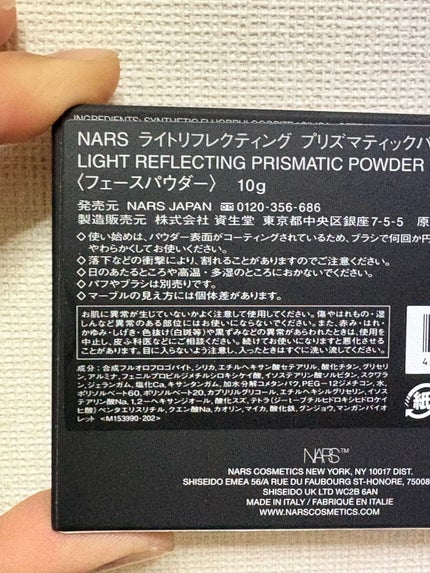 INGREDIENTS: SYNTHETIC FLUORPHLOGOPITE
NARS ライトリフレクティング プリズマティックパ
LIGHT REFLECTING PRISMATIC POWDER
〈フェースパウダー〉 10g
発売元 NARS JAPAN 0120-356-686
製造販売元 株式会社 資生堂 東京都中央区銀座7-5-5 原
◇使い始めは、パウダー表面がコーティングされているため、ブラシで何回か円
やわらかくしてお使いください。
◇落下などの衝撃により、割れることがありますのでご注意ください。
◇日のあたるところや高温・多湿のところにおかないでください。
◇パフやブラシは別売りです。
◇マーブルの見え方には個体差があります。
お肌に異常が生じていないかよく注意して使用してください。傷やはれもの・湿
しんなど異常のある部位にはお使いにならないでください。また、赤み・はれ・
かゆみ・しげき・色抜け(白斑等)や黒ずみなどの異常があらわれたときは、使用を
中止し、皮ふ科医などにご相談ください。続けてお使いになりますと悪化させる
ことがあります。目に入らないよう注意し、入ったときはすぐに洗い流してください。
成分:合成フルオロフロゴパイト, シリカ, エチルヘキサン酸セテアリル, 酸化チタン, グリセリ
アルミナ, フェニルプロピルジメチルシロキシケイ酸, イソステアリン酸ソルビタン, スクワラ
ン, ジェランガム, 塩化Ca, キサンタンガム, 加水分解コメタンパク, PEG-12ジメチコン, 水,
ポリソルベート60, ポリソルベート20, カプリリルグリコール, エチルヘキシルグリセリン, イソ
ステアリン酸Na, 1,2-ヘキサンジオール, 酸化スズ, テトラ(ジ-t-ブチルヒドロキシヒドロケイ
ヒ酸)ペンタエリスリチル, クエン酸Na, カオリン, マイカ, 酸化鉄, グンジョウ, マンガンバイオ
レット <M153990-202>
4
紙
NARS™
NARS COSMETICS NEW YORK, NY 10017 DIST.
SHISEIDO EMEA 56/A RUE DU FAUBOURG ST-HONORE, 75008
SHISEIDO UK LTD WC2B 6AN
MADE IN ITALY / FABRIQUÉ EN ITALIE
WWW.NARSCOSMETICS.COM